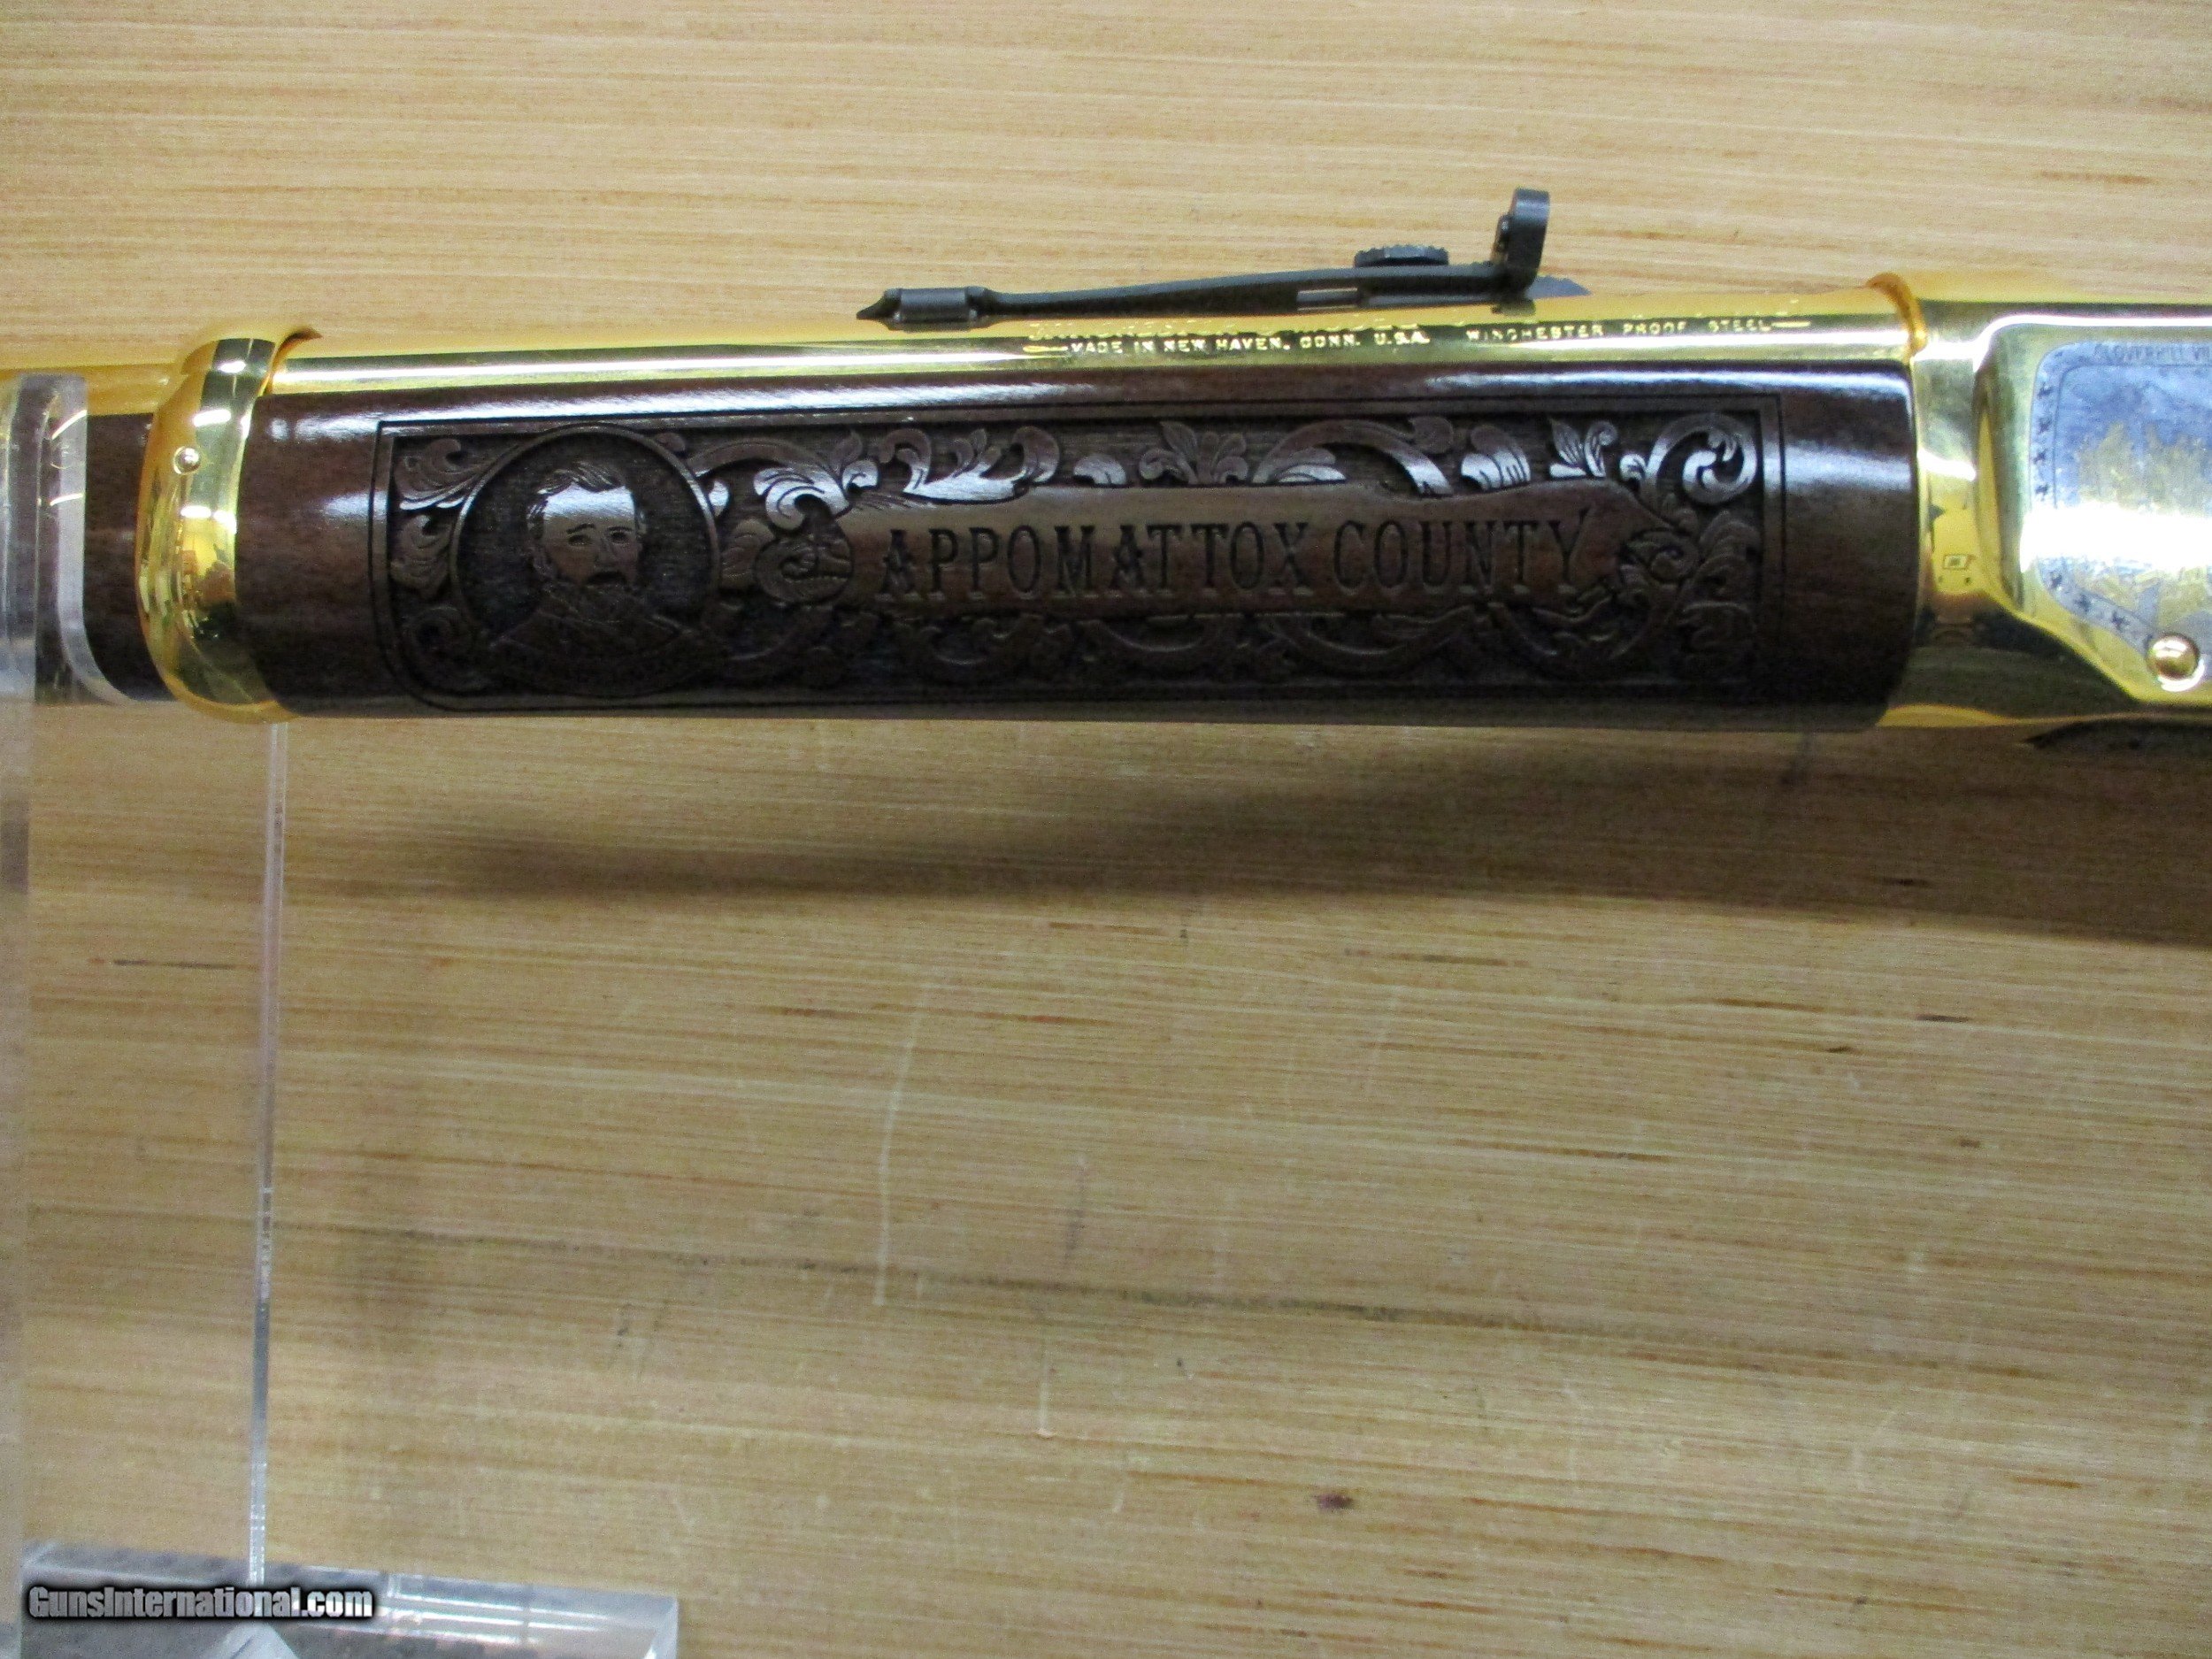 MADE IN NEW HAVEN, CONN. U.S.A. WINCHESTER PROOF STEEL
APPOMATTOX COUNTY
GunsInternational.com